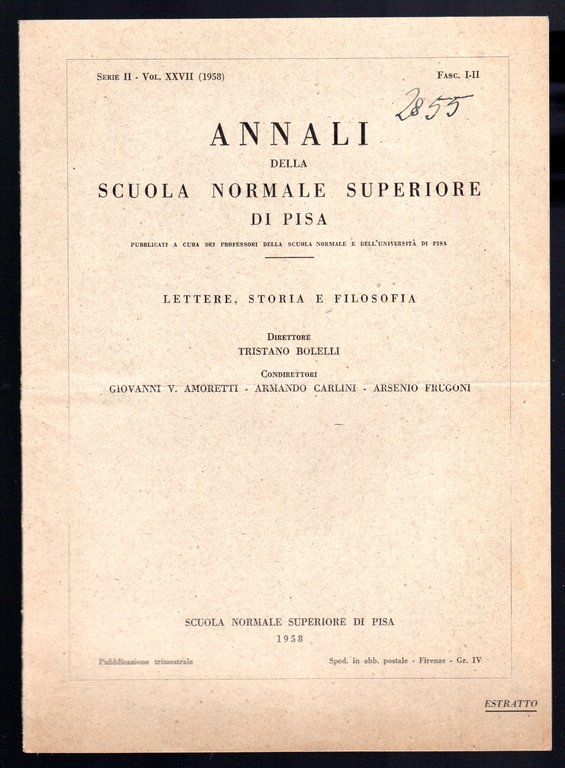 Serie II - Vol. XXVII (1958) Fasc. I-II
2855
ANNALI
DELLA
SCUOLA NORMALE SUPERIORE
DI PISA
PUBBLICATI A CURA DEI PROFESSORI DELLA SCUOLA NORMALE E DELL'UNIVERSITÀ DI PISA
LETTERE, STORIA E FILOSOFIA
Direttore
TRISTANO BOLELLI
Condirettori
GIOVANNI V. AMORETTI - ARMANDO CARLINI - ARSENIO FRUGONI
SCUOLA NORMALE SUPERIORE DI PISA
1958
Pubblicazione trimestrale Sped. in abb. postale - Firenze - Gr. IV
ESTRATTO